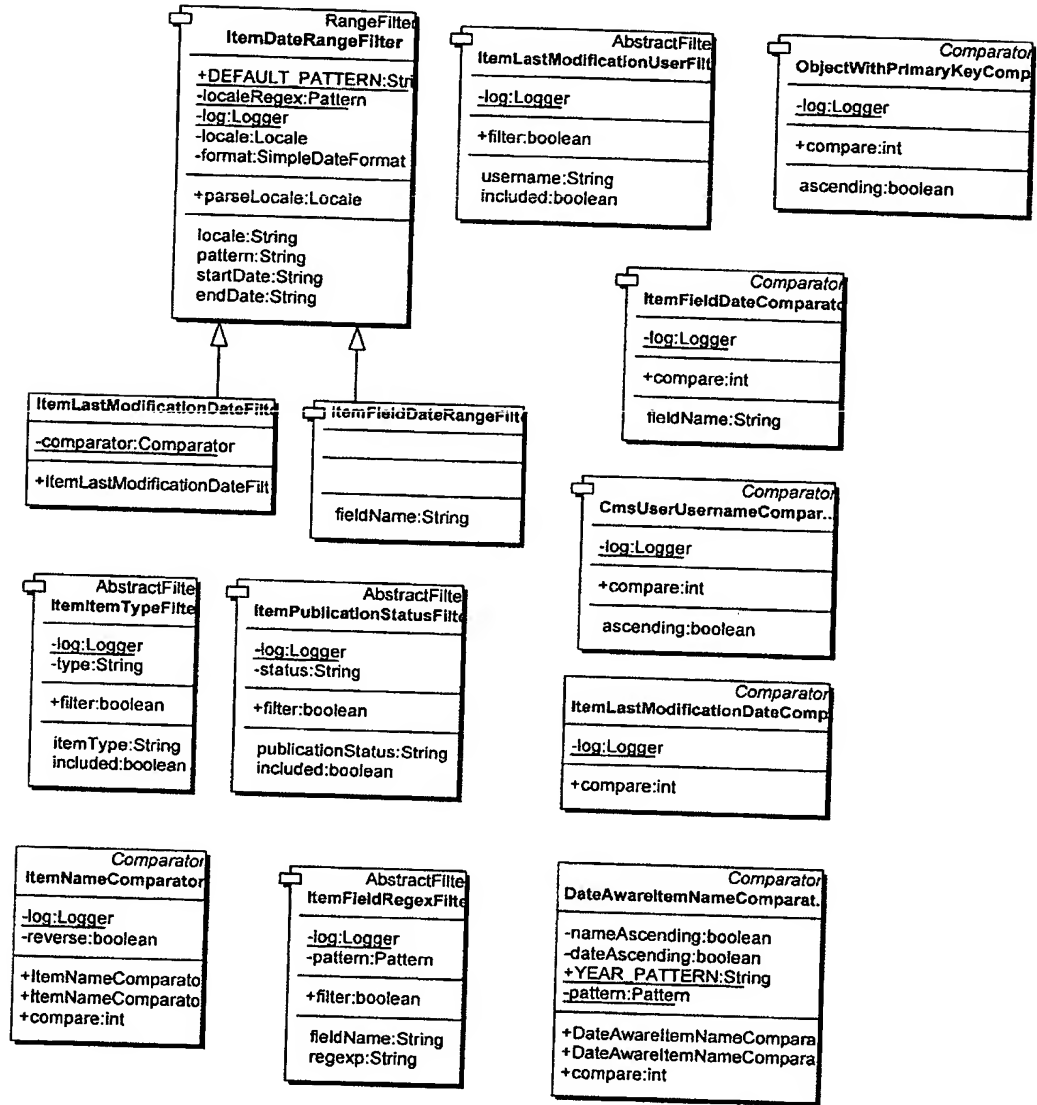 RangeFilter
ItemDateRangeFilter
+DEFAULT_PATTERN:Stri
-localeRegex:Pattern
-log:Logger
-locale:Locale
-format:SimpleDateFormat
+parseLocale:Locale
locale:String
pattern:String
startDate:String
endDate:String
AbstractFilte
ItemLastModificationUserFilt
-log:Logger
+filter:boolean
username:String
included:boolean
Comparator
ObjectWithPrimaryKeyComp
-log:Logger
+compare:int
ascending:boolean
Comparator
ItemFieldDateComparato
-log:Logger
+compare:int
fieldName:String
ItemLastModificationDateFilte
-comparator:Comparator
+ItemLastModificationDateFilt
ItemFieldDateRangeFilte
fieldName:String
Comparator
CmsUserUsernameCompar...
-log:Logger
+compare:int
ascending:boolean
AbstractFilte
ItemItemTypeFilte
-log:Logger
-type:String
+filter:boolean
itemType:String
included:boolean
AbstractFilte
ItemPublicationStatusFilte
-log:Logger
-status:String
+filter:boolean
publicationStatus:String
included:boolean
Comparator
ItemLastModificationDateComp
-log:Logger
+compare:int
Comparator
ItemNameComparator
-log:Logger
-reverse:boolean
+ItemNameComparato
+ItemNameComparato
+compare:int
AbstractFilte
ItemFieldRegexFilte
-log:Logger
-pattern:Pattern
+filter:boolean
fieldName:String
regexp:String
Comparator
DateAwareItemNameComparat.
-nameAscending:boolean
-dateAscending:boolean
+YEAR_PATTERN:String
-pattern:Pattern
+DateAwareItemNameCompara
+DateAwareItemNameCompara
+compare:int